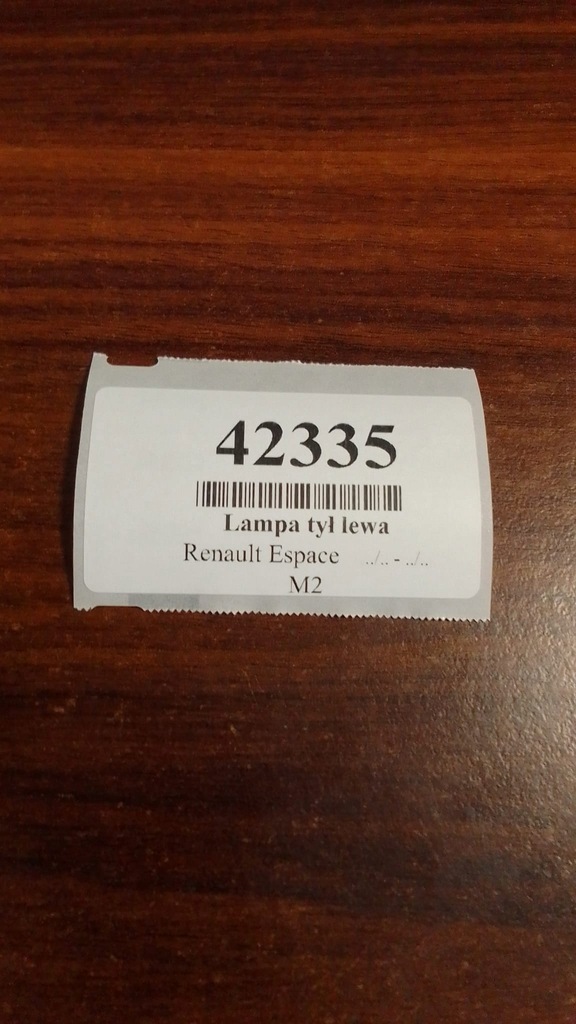 42335
Lampa tył lewa
Renault Espace ../.. - ../..
M2